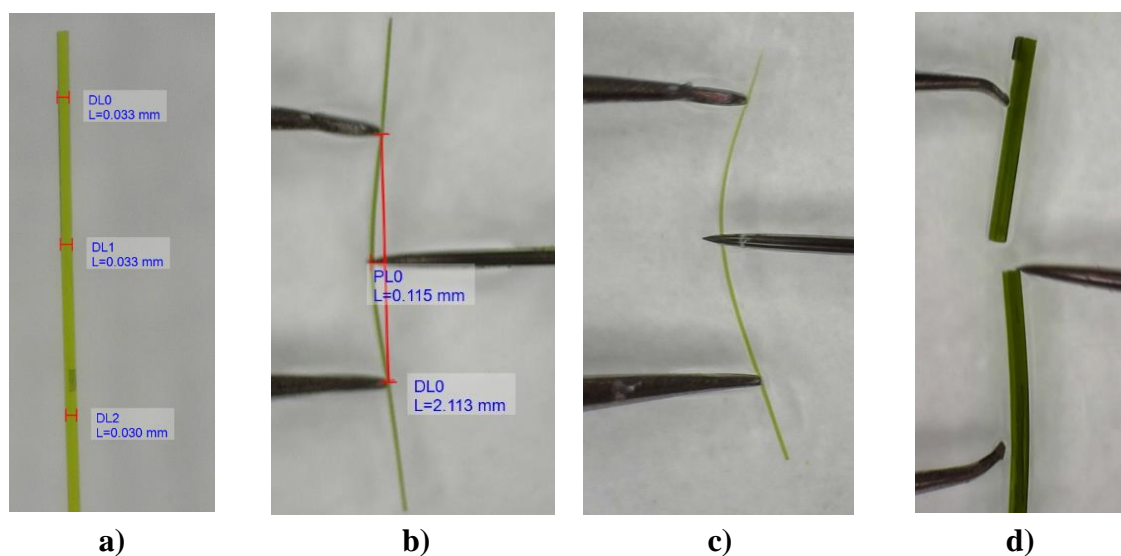 DL0
L=0.033 mm
DL1
L=0.033 mm
DL2
L=0.030 mm
PL0
L=0.115 mm
DL0
L=2.113 mm
a)
b)
c)
d)